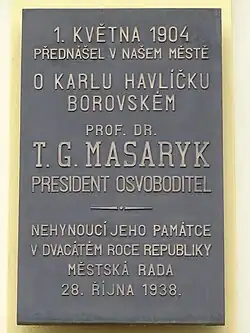 1. KVĚTNA 1904
PŘEDNÁŠEL V NAŠEM MĚSTĚ
O KARLU HAVLÍČKU
BOROVSKÉM
PROF. DR.
T. G. MASARYK
PRESIDENT OSVOBODITEL
NEHYNOUCÍ JEHO PAMÁTCE
V DVACÁTÉM ROCE REPUBLIKY
MĚSTSKÁ RADA
28. ŘÍJNA 1938.